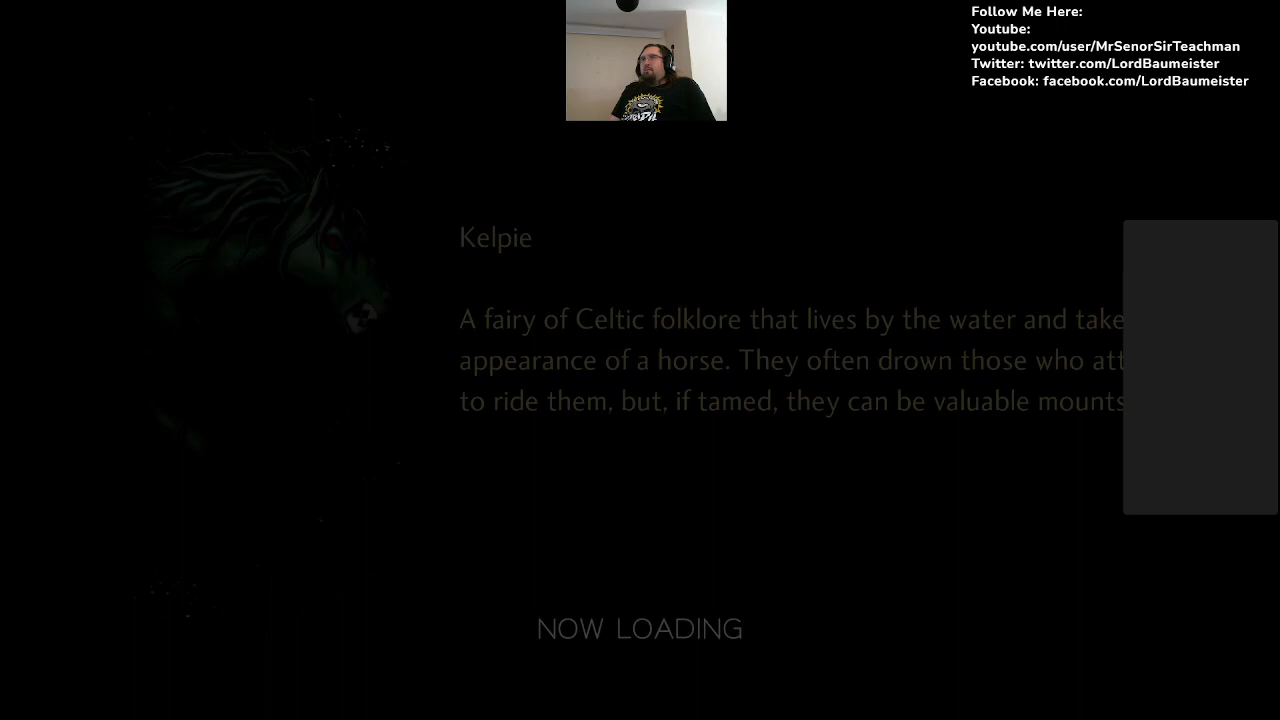 Follow Me Here:
Youtube:
youtube.com/user/MrSenorSirTeachman
Twitter: twitter.com/LordBaumeister
Facebook: facebook.com/LordBaumeister
Kelpie
A fairy of Celtic folklore that lives by the water and take
appearance of a horse. They often drown those who att
to ride them, but, if tamed, they can be valuable mounts
NOW LOADING